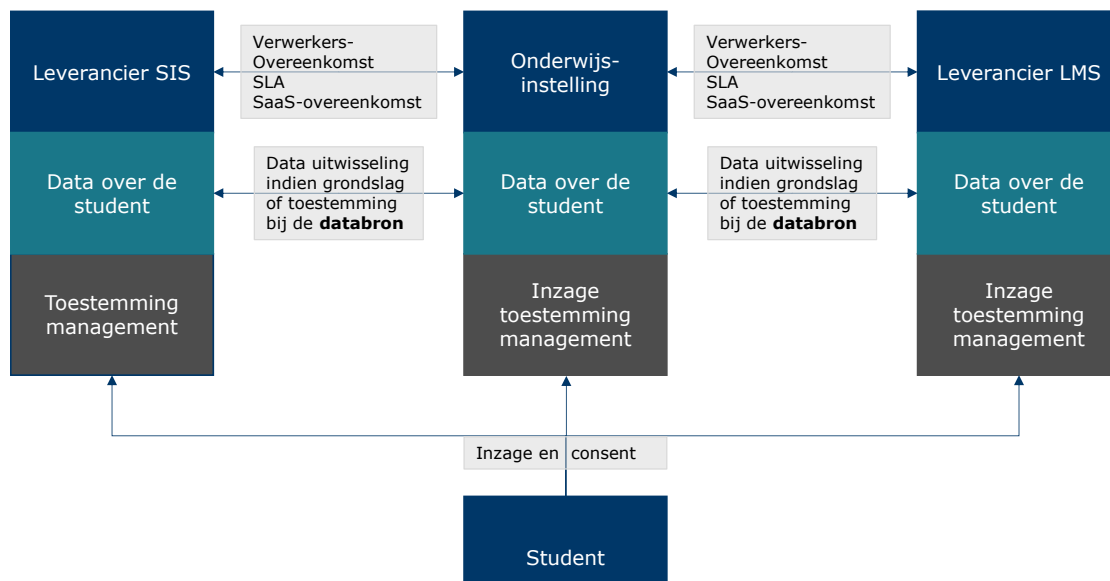 Leverancier SIS
Verwerkers-
Overeenkomst
SLA
SaaS-overeenkomst
Onderwijs-
instelling
Verwerkers-
Overeenkomst
SLA
SaaS-overeenkomst
Leverancier LMS
Data over de
student
Data uitwisseling
indien grondslag
of toestemming
bij de databron
Data over de
student
Data uitwisseling
indien grondslag
of toestemming
bij de databron
Data over de
student
Toestemming
management
Inzage
toestemming
management
Inzage
toestemming
management
Inzage en consent
Student